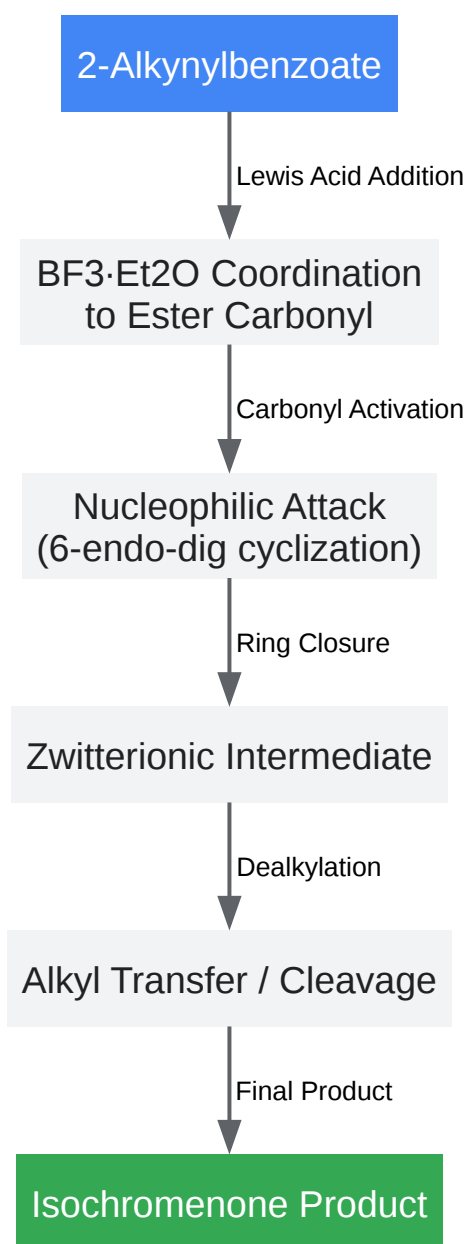 2-Alkynylbenzoate
Lewis Acid Addition
BF3·Et2O Coordination
to Ester Carbonyl
Carbonyl Activation
Nucleophilic Attack
(6-endo-dig cyclization)
Ring Closure
Zwitterionic Intermediate
Dealkylation
Alkyl Transfer / Cleavage
Final Product
Isochromenone Product